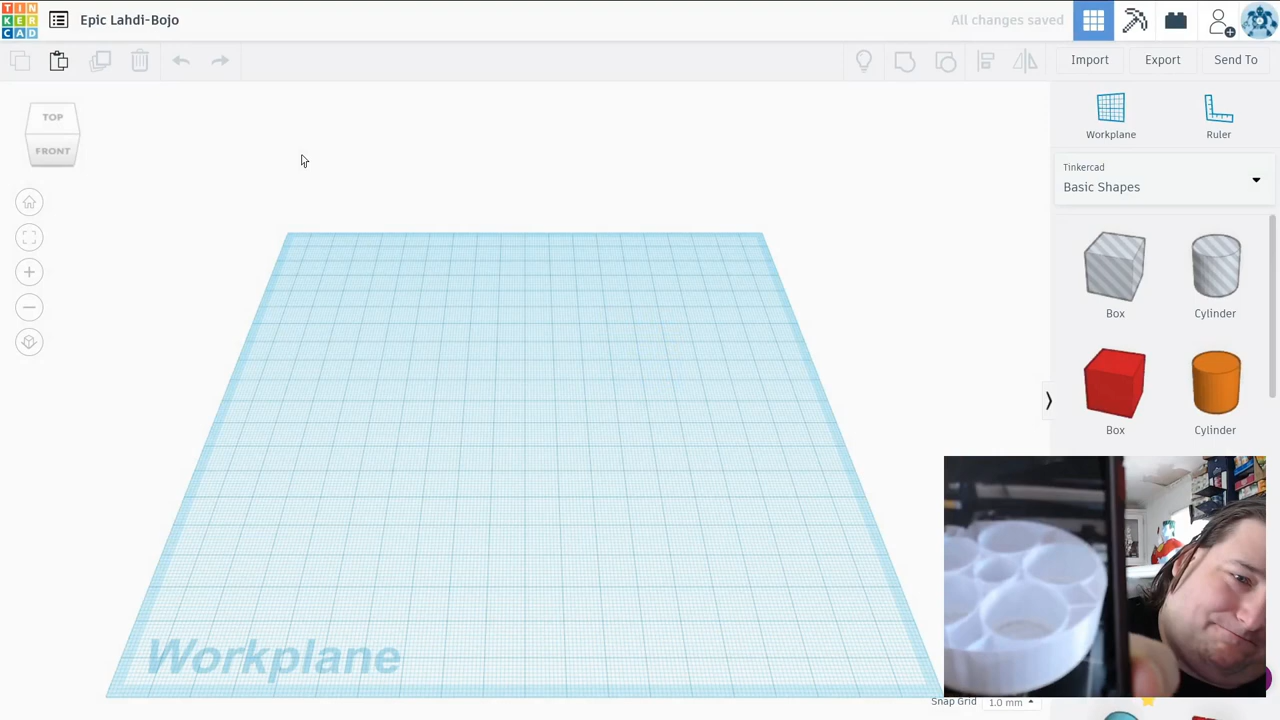 TIN
KER
CAD
Epic Lahdi-Bojo
All changes saved
Import
Export
Send To
TOP
FRONT
Workplane
Ruler
Tinkercad
Basic Shapes
Box
Cylinder
Box
Cylinder
Workplane
Snap Grid
1.0 mm